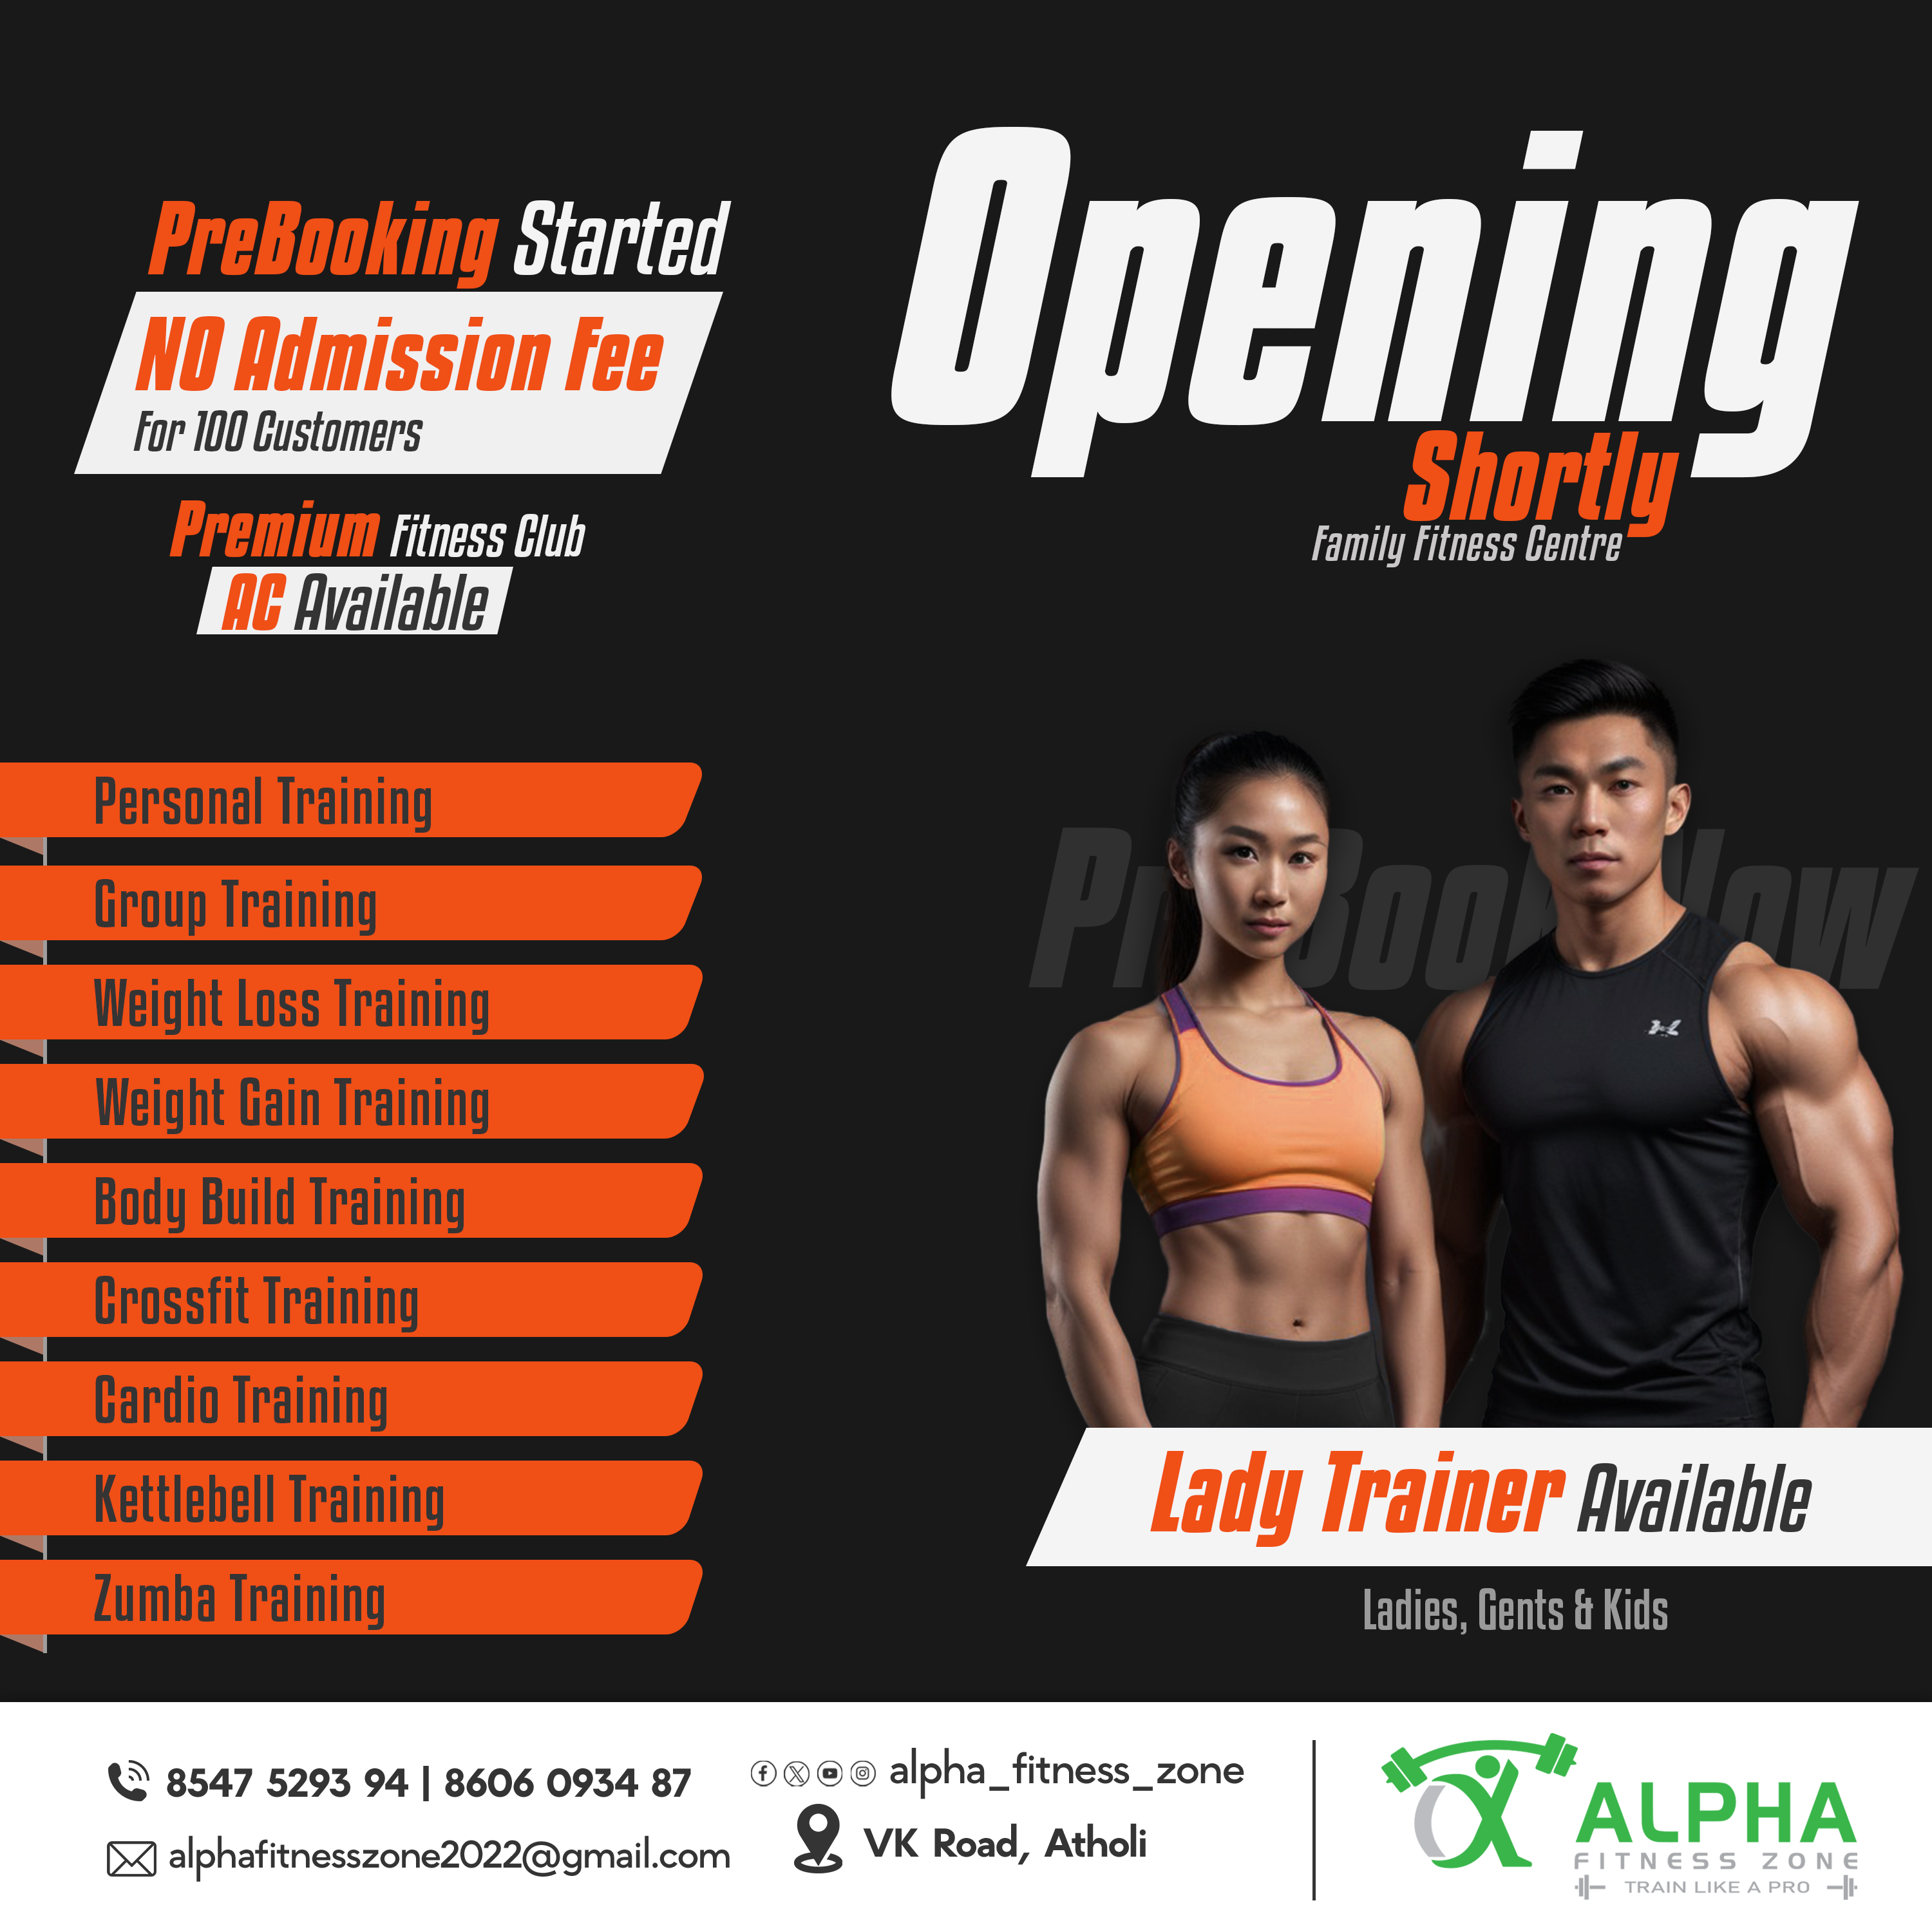 PreBooking Started
NO Admission Fee
For 100 Customers
Premium Fitness Club
AC Available
Opening
Shortly
Family Fitness Centre
Personal Training
Group Training
Weight Loss Training
Weight Gain Training
Body Build Training
Crossfit Training
Cardio Training
Kettlebell Training
Zumba Training
PreBook Now
Lady Trainer Available
Ladies, Gents & Kids
8547 5293 94 | 8606 0934 87
alphafitnesszone2022@gmail.com
alpha_fitness_zone
VK Road, Atholi
ALPHA
FITNESS ZONE
TRAIN LIKE A PRO